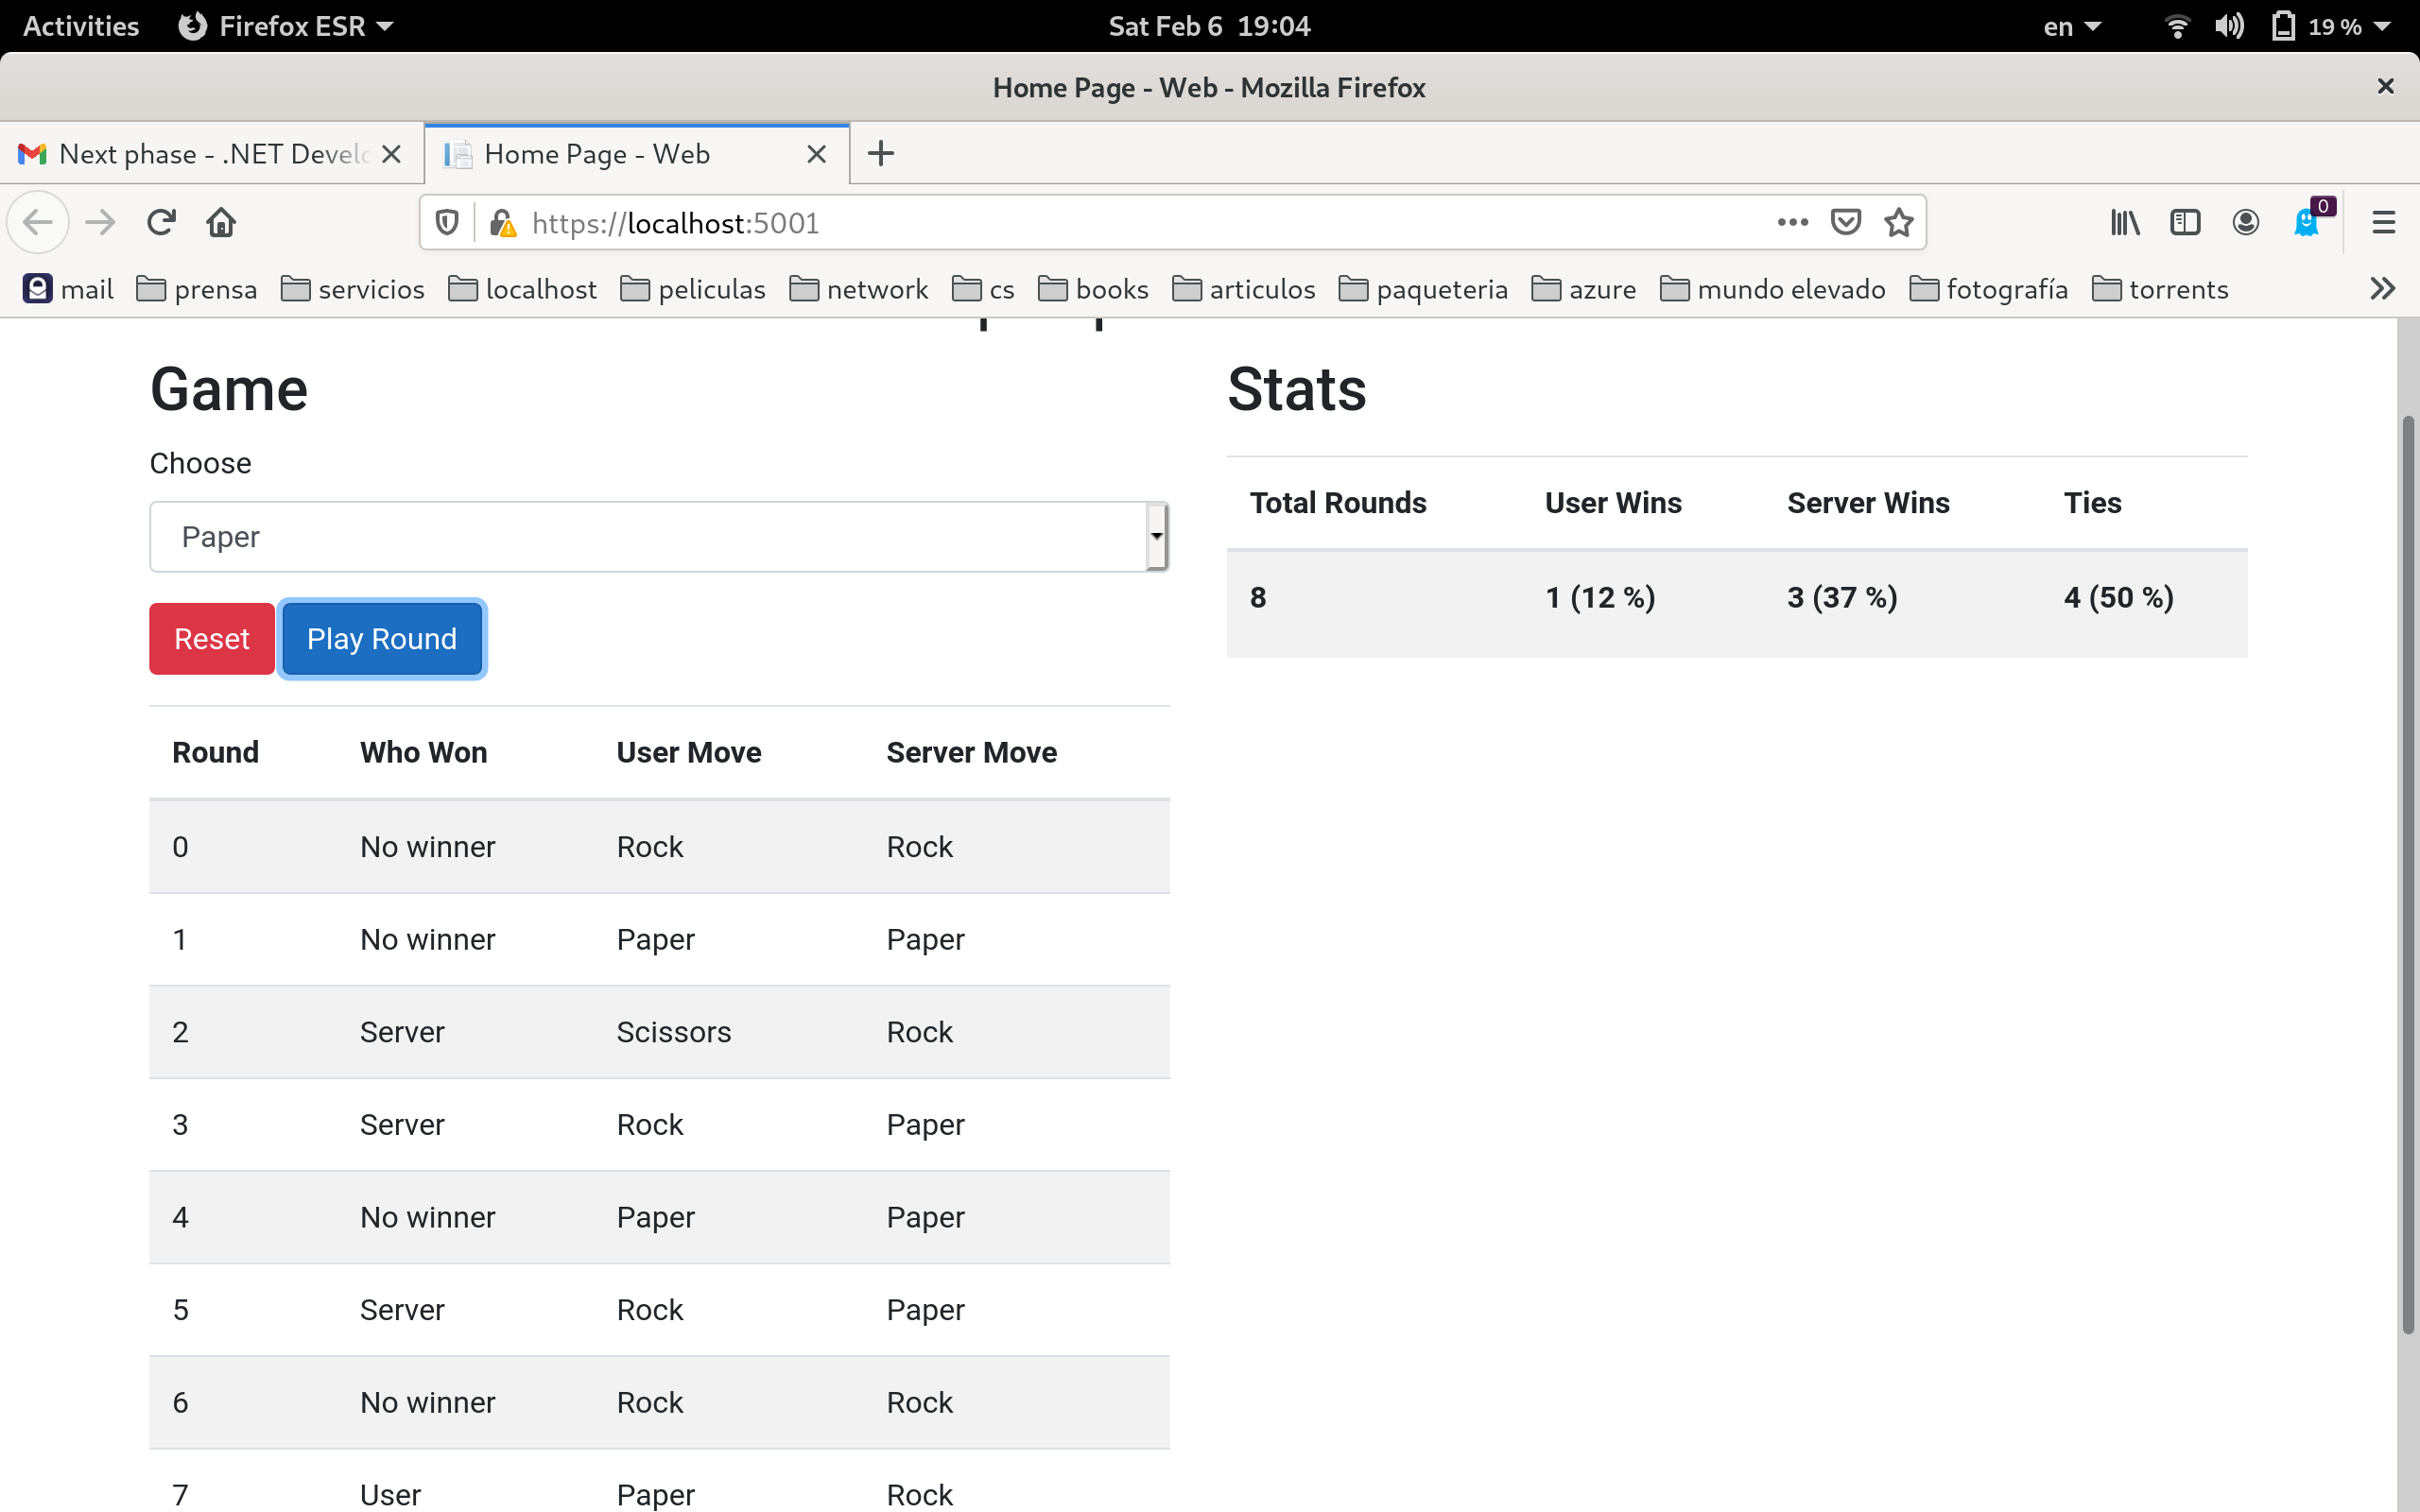 Activities Firefox ESR Sat Feb 6 19:04 en 19 %
Home Page - Web - Mozilla Firefox
Next phase - .NET Develo Home Page - Web
https://localhost:5001 0
mail prensa servicios localhost peliculas network cs books articulos paqueteria azure mundo elevado fotografía torrents
Game
Choose
Paper
Reset Play Round
Round Who Won User Move Server Move
0 No winner Rock Rock
1 No winner Paper Paper
2 Server Scissors Rock
3 Server Rock Paper
4 No winner Paper Paper
5 Server Rock Paper
6 No winner Rock Rock
7 User Paper Rock
Stats
Total Rounds User Wins Server Wins Ties
8 1 (12 %) 3 (37 %) 4 (50 %)